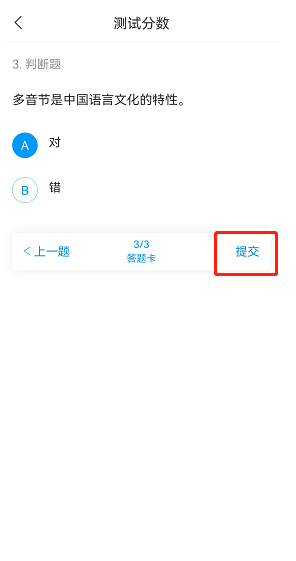 测试分数
3. 判断题
多音节是中国语言文化的特性。
A 对
B 错
<上一题
3/3
答题卡
提交